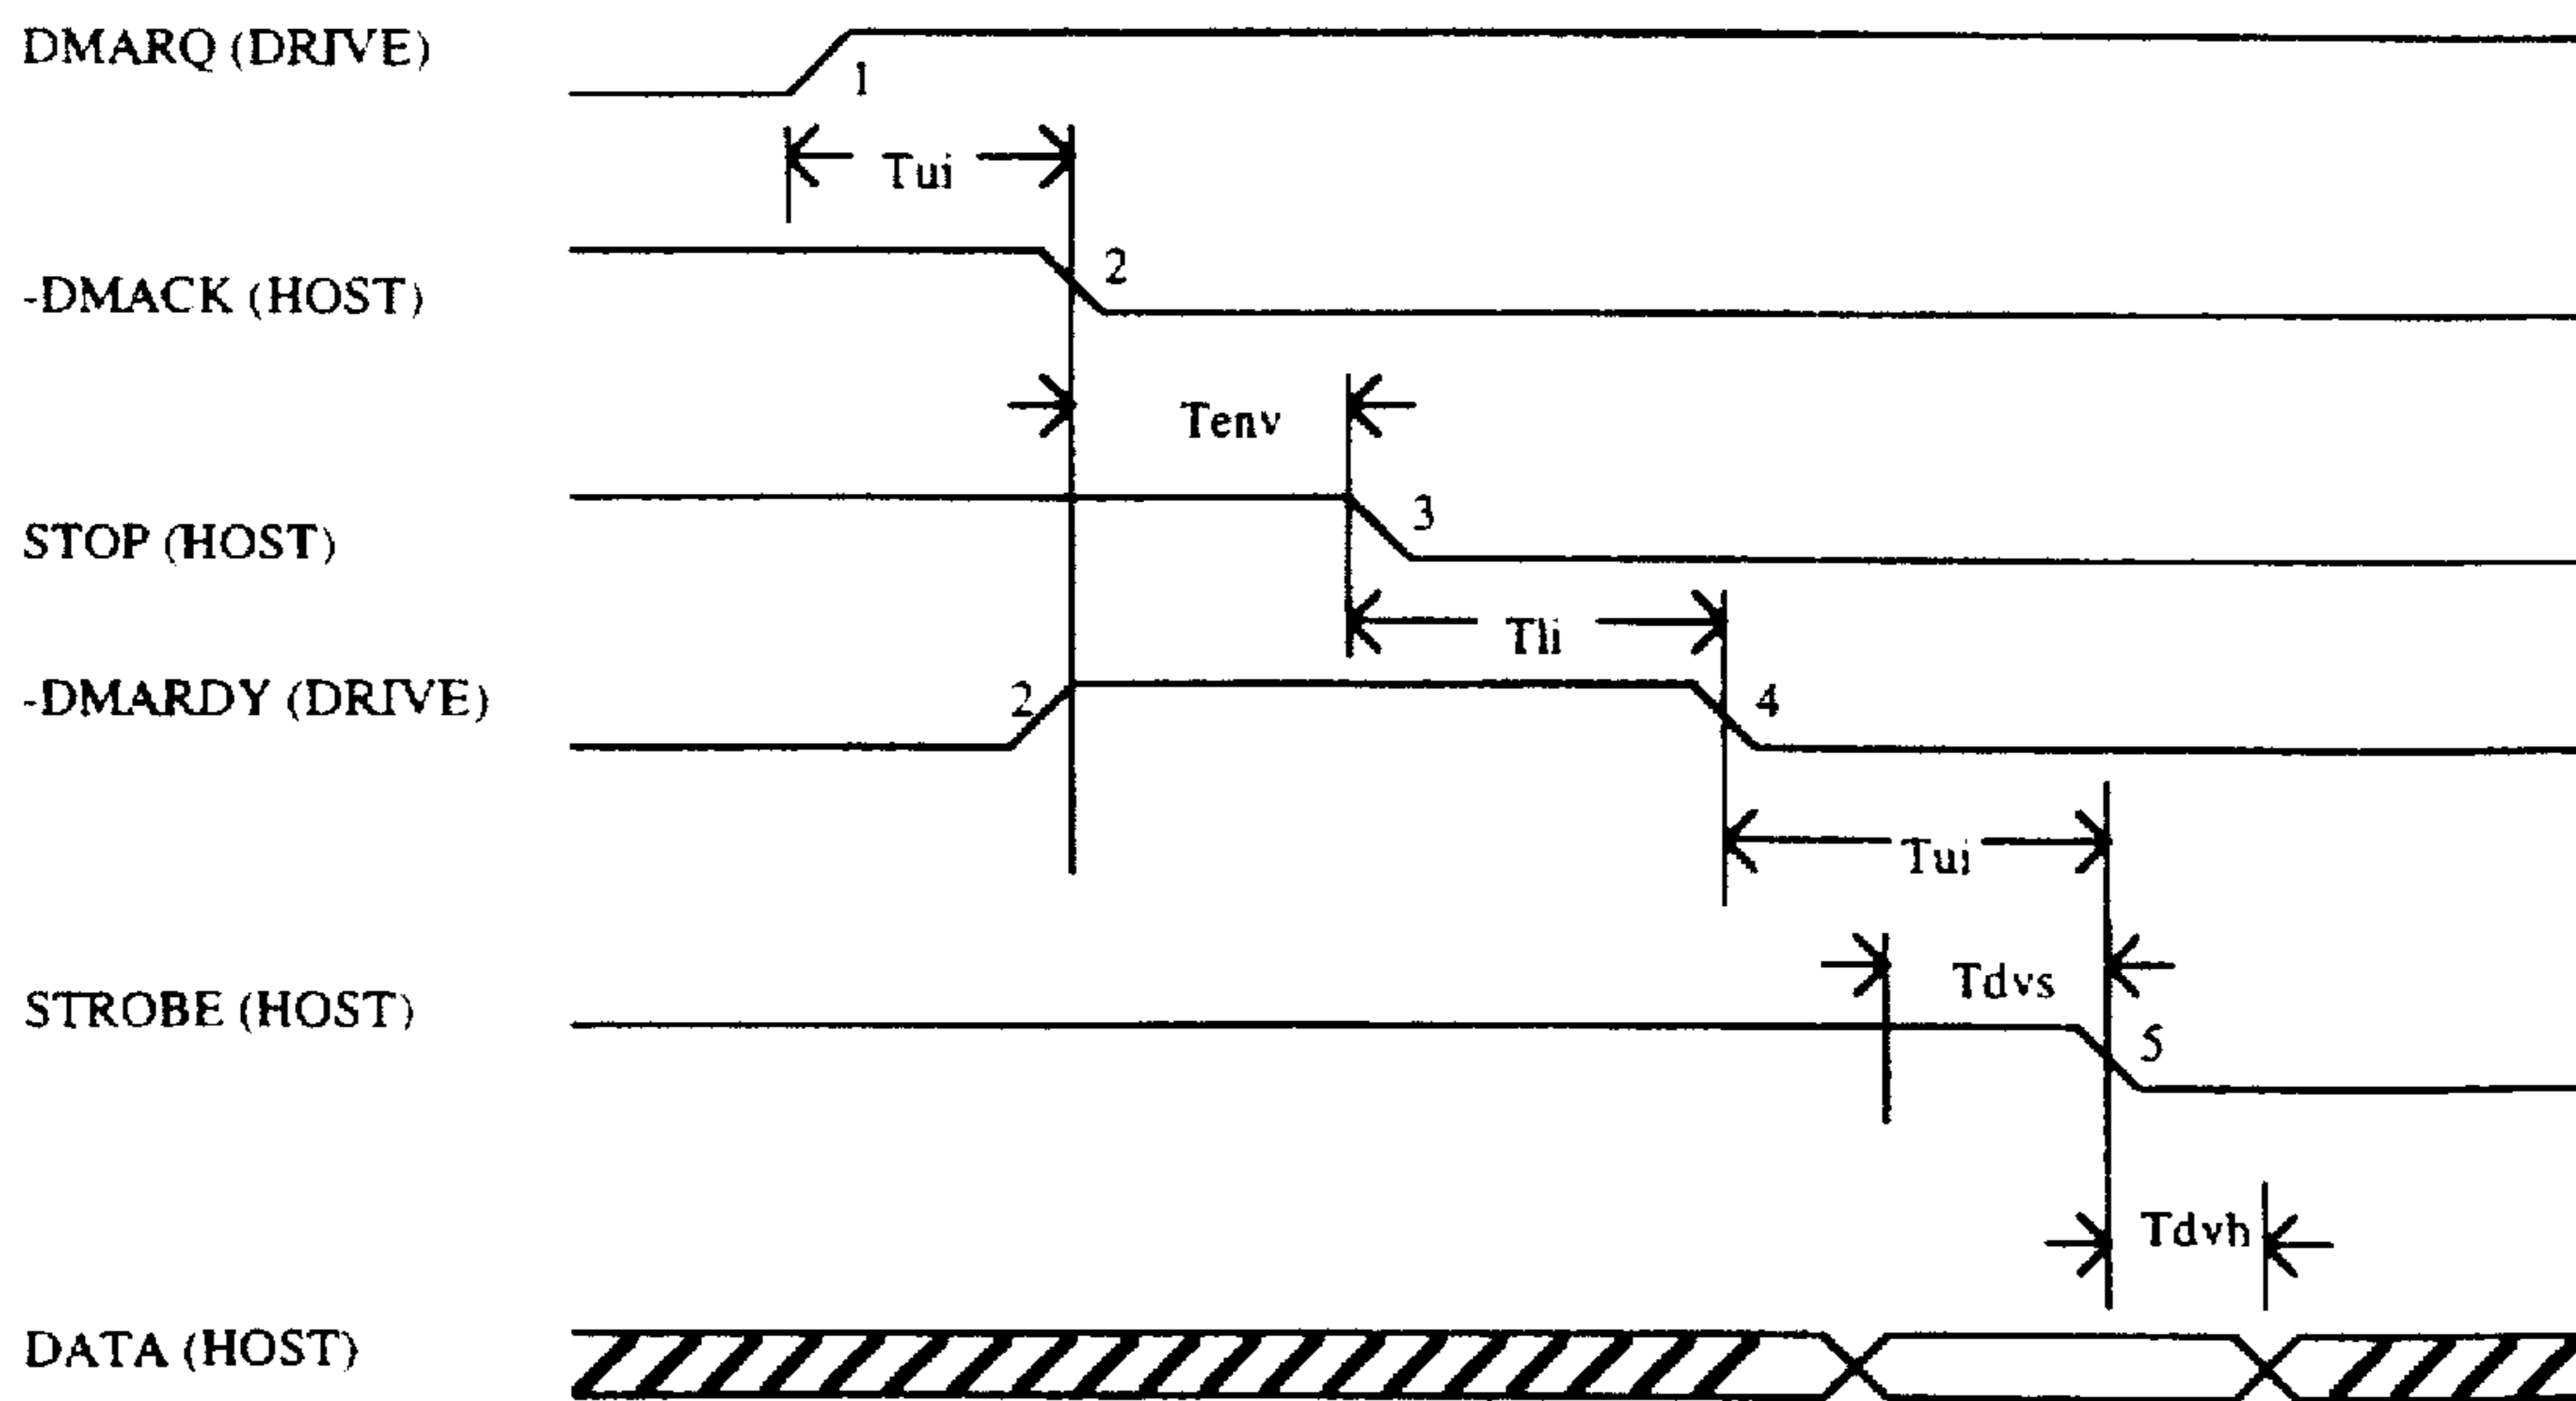 DMARQ (DRIVE)
1
Tui
-DMACK (HOST)
2
Tenv
STOP (HOST)
3
Tli
-DMARDY (DRIVE)
2
4
Tui
Tdvs
STROBE (HOST)
5
Tdvh
DATA (HOST)